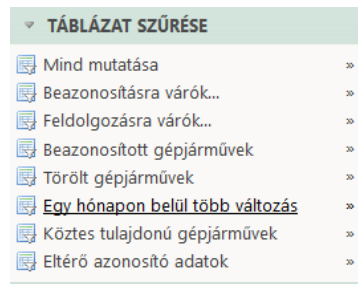 TÁBLÁZAT SZŰRÉSE
Mind mutatása »
Beazonosításra várók... »
Feldolgozásra várók... »
Beazonosított gépjárművek »
Törölt gépjárművek »
Egy hónapon belül több változás »
Köztes tulajdonú gépjárművek »
Eltérő azonosító adatok »